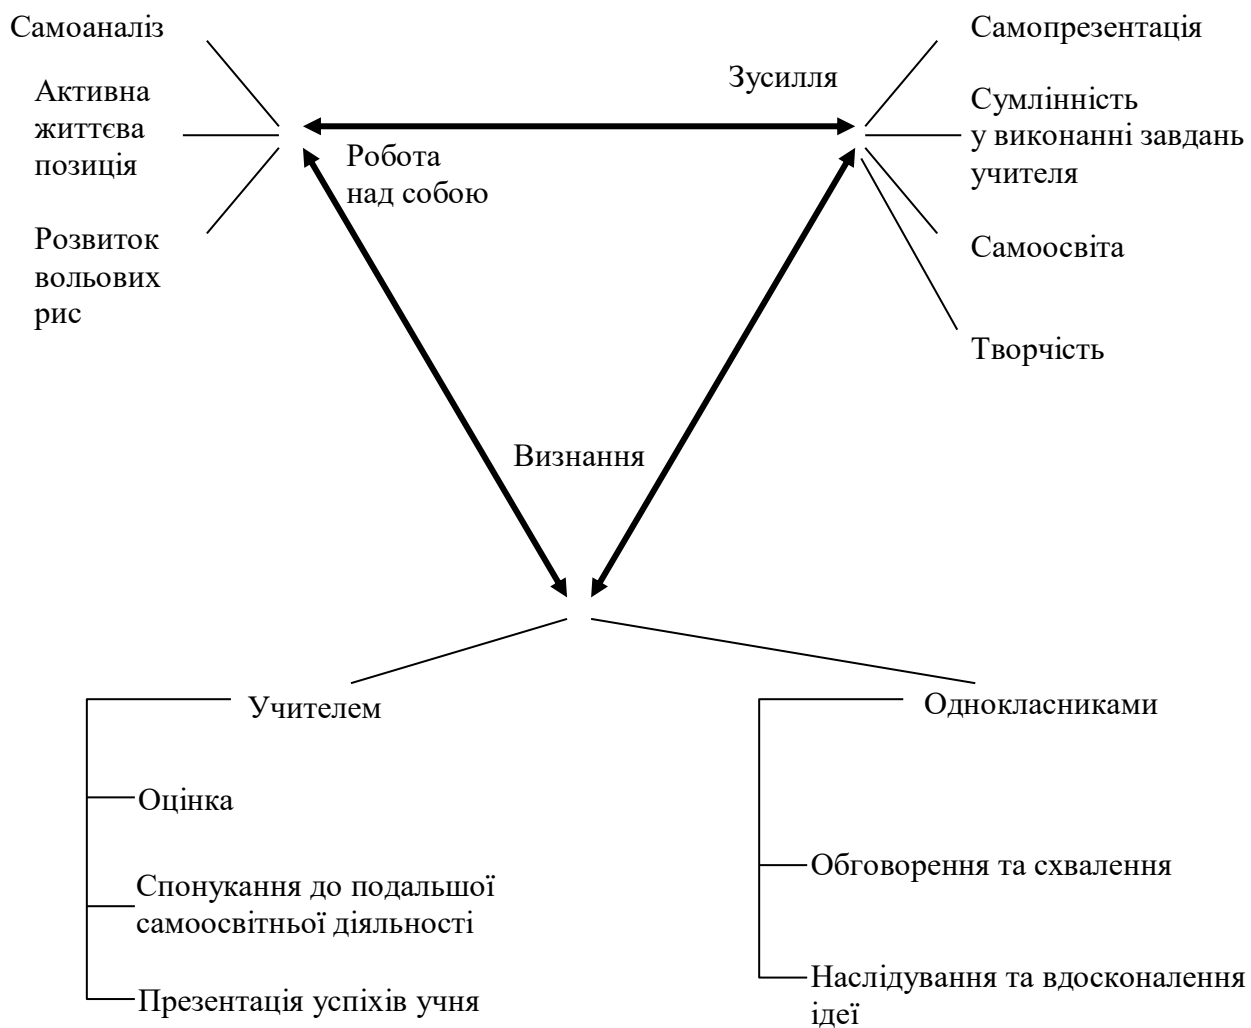 Самоаналіз
Активна
життєва
позиція
Розвиток
вольових
рис
Робота
над собою
Зусилля
Самопрезентація
Сумлінність
у виконанні завдань
учителя
Самоосвіта
Творчість
Визнання
Учителем
Оцінка
Спонукання до подальшої
самоосвітньої діяльності
Презентація успіхів учня
Однокласниками
Обговорення та схвалення
Наслідування та вдосконалення
ідеї